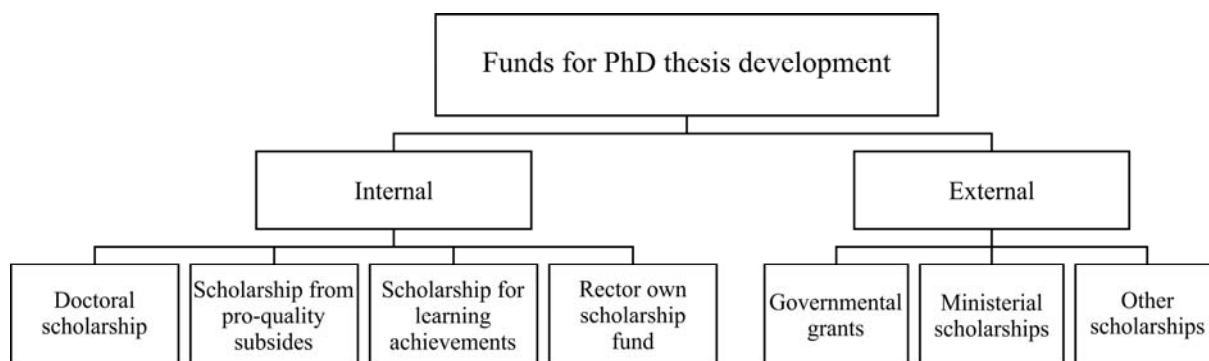 Funds for PhD thesis development
Internal
External
Doctoral
scholarship
Scholarship from
pro-quality
subsides
Scholarship for
learning
achievements
Rector own
scholarship
fund
Governmental
grants
Ministerial
scholarships
Other
scholarships